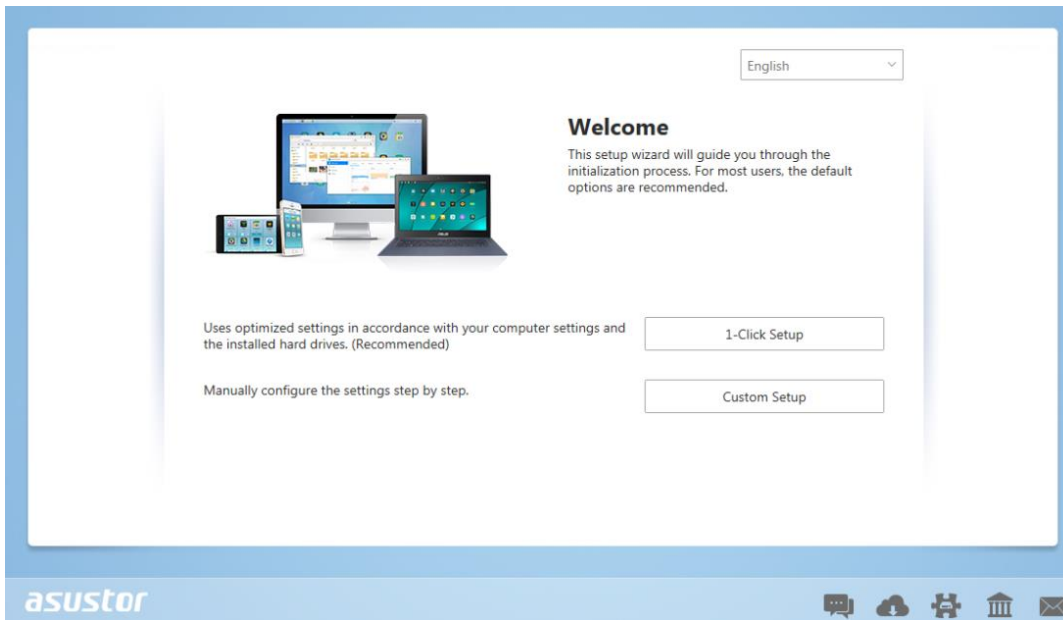 English
Welcome
This setup wizard will guide you through the
initialization process. For most users, the default
options are recommended.
Uses optimized settings in accordance with your computer settings and
the installed hard drives. (Recommended)
1-Click Setup
Manually configure the settings step by step.
Custom Setup
asustor